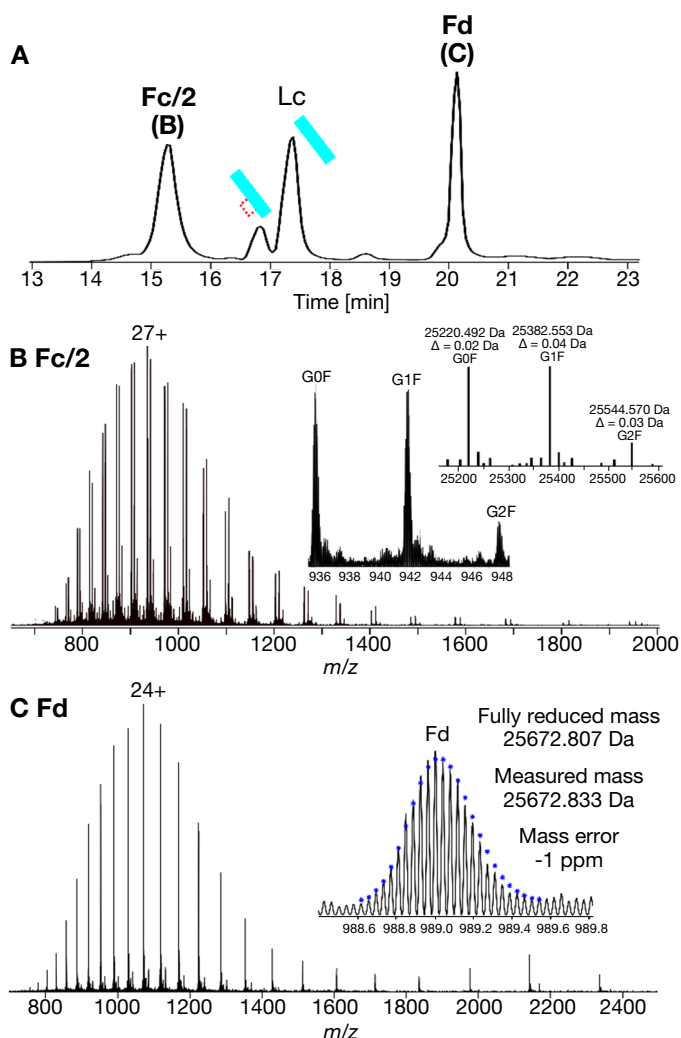 A
Fd
(C)
Fc/2
(B)
Lc
13 14 15 16 17 18 19 20 21 22 23
Time [min]
B Fc/2
27+
25220.492 Da
Δ = 0.02 Da
G0F
25382.553 Da
Δ = 0.04 Da
G1F
25544.570 Da
Δ = 0.03 Da
G2F
25200 25300 25400 25500 25600
G0F
G1F
G2F
936 938 940 942 944 946 948
800 1000 1200 1400 1600 1800 2000
m/z
C Fd
24+
Fd
Fully reduced mass
25672.807 Da
Measured mass
25672.833 Da
Mass error
-1 ppm
988.6 988.8 989.0 989.2 989.4 989.6 989.8
800 1000 1200 1400 1600 1800 2000 2200 2400
m/z